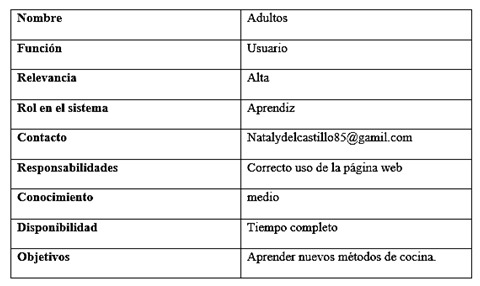 Nombre Adultos
Función Usuario
Relevancia Alta
Rol en el sistema Aprendiz
Contacto Natalydelcastillo85@gamil.com
Responsabilidades Correcto uso de la página web
Conocimiento medio
Disponibilidad Tiempo completo
Objetivos Aprender nuevos métodos de cocina.